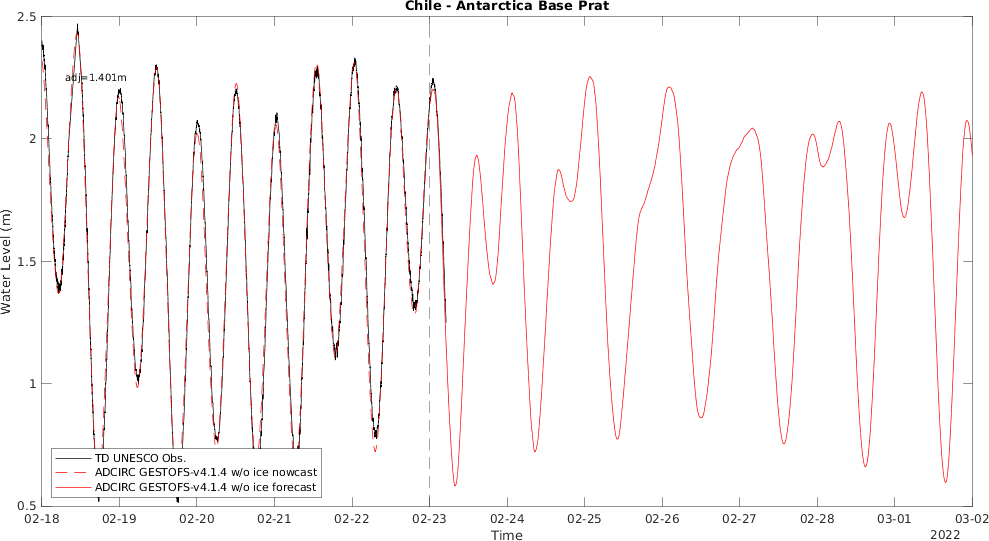 Chile - Antarctica Base Prat
2.5
adj=1.401m
2
1.5
1
0.5
Water Level (m)
TD UNESCO Obs.
ADCIRC GESTOFS-v4.1.4 w/o ice nowcast
ADCIRC GESTOFS-v4.1.4 w/o ice forecast
02-18 02-19 02-20 02-21 02-22 02-23 02-24 02-25 02-26 02-27 02-28 03-01 03-02
Time
2022